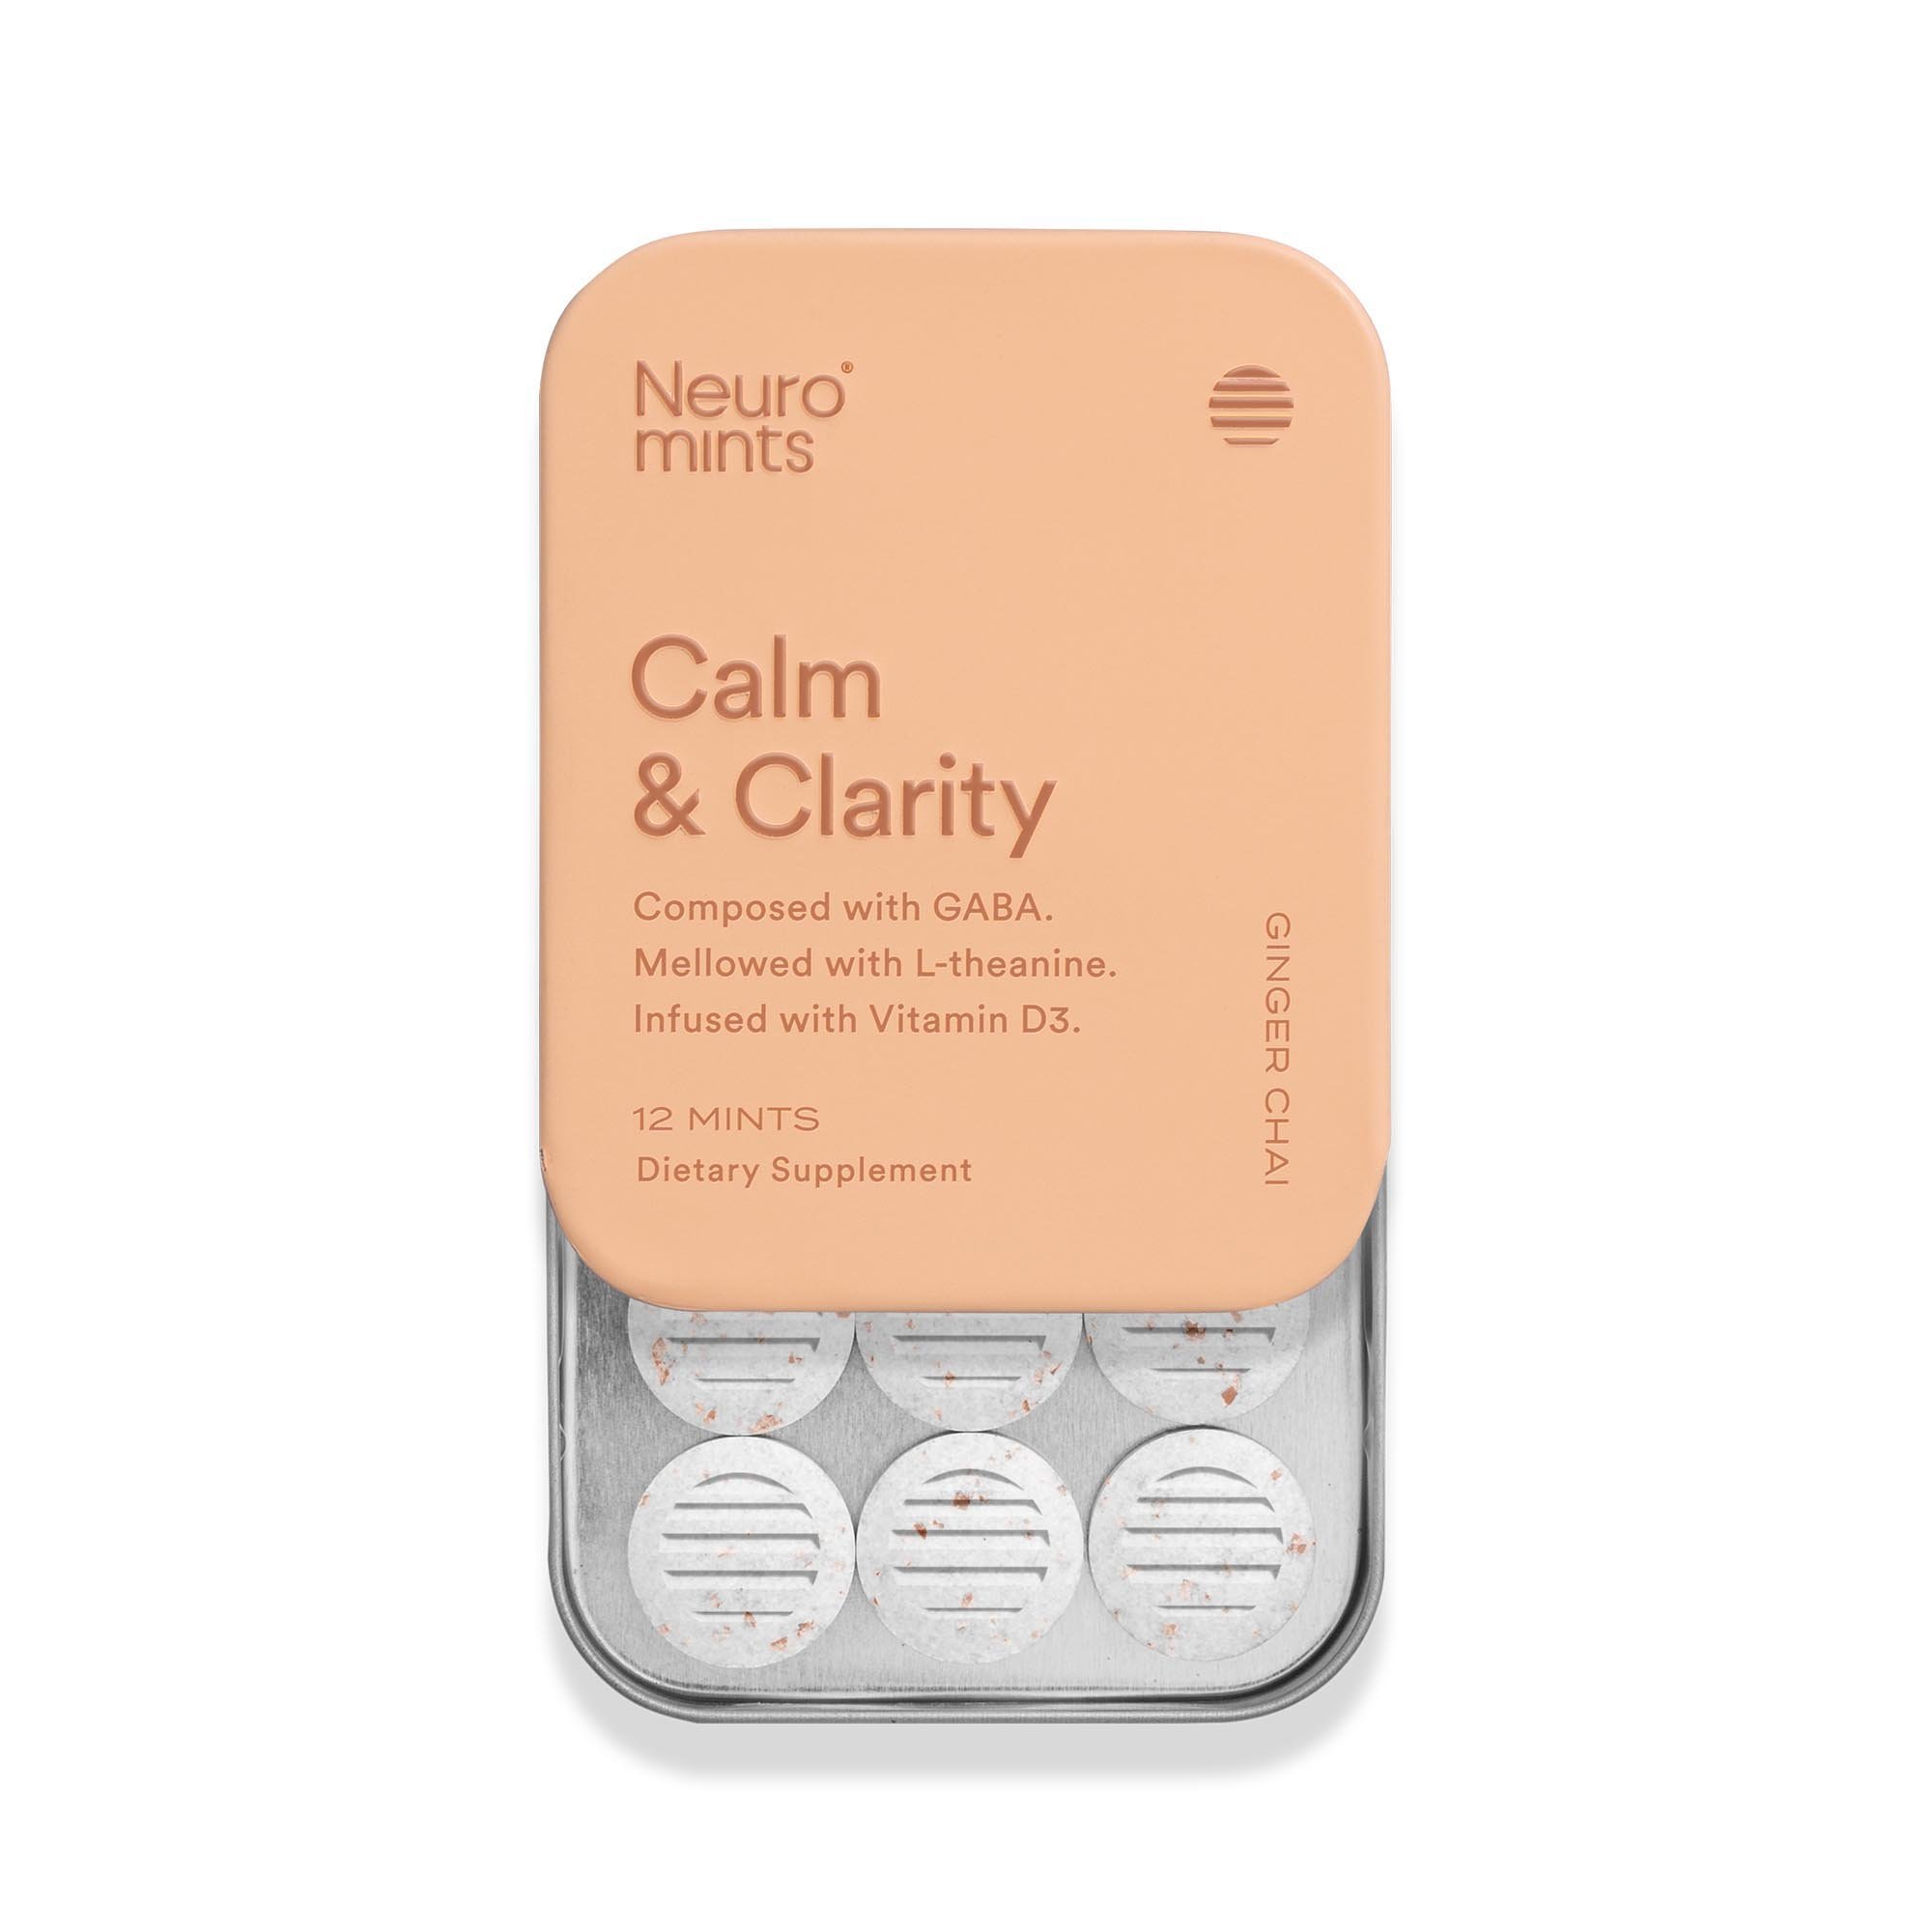 Neuro®
mints
Calm
& Clarity
Composed with GABA.
Mellowed with L-theanine.
Infused with Vitamin D3.
12 MINTS
Dietary Supplement
GINGER CHAI